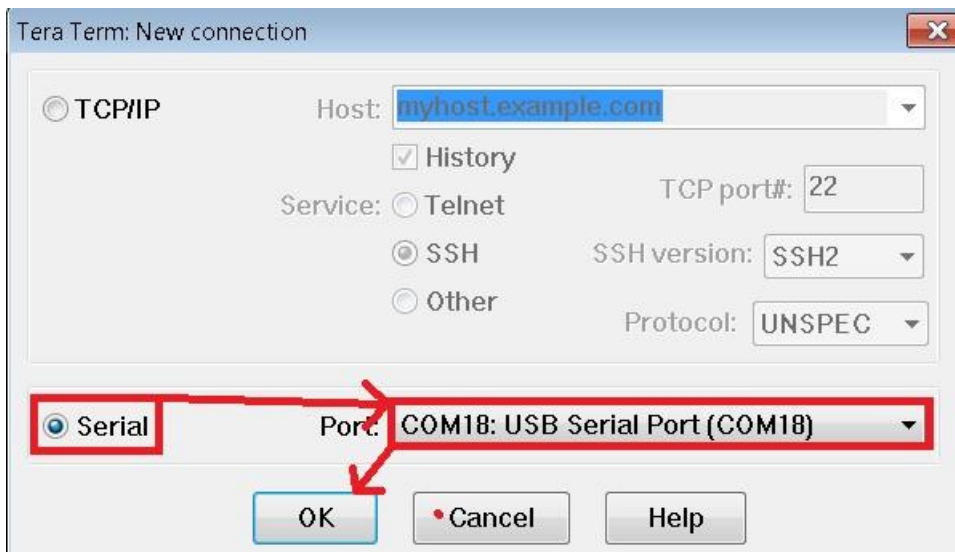 Tera Term: New connection
TCP/IP Host: myhost.example.com
History
Service: Telnet TCP port#: 22
SSH SSH version: SSH2
Other Protocol: UNSPEC
Serial Port: COM18: USB Serial Port (COM18)
OK Cancel Help